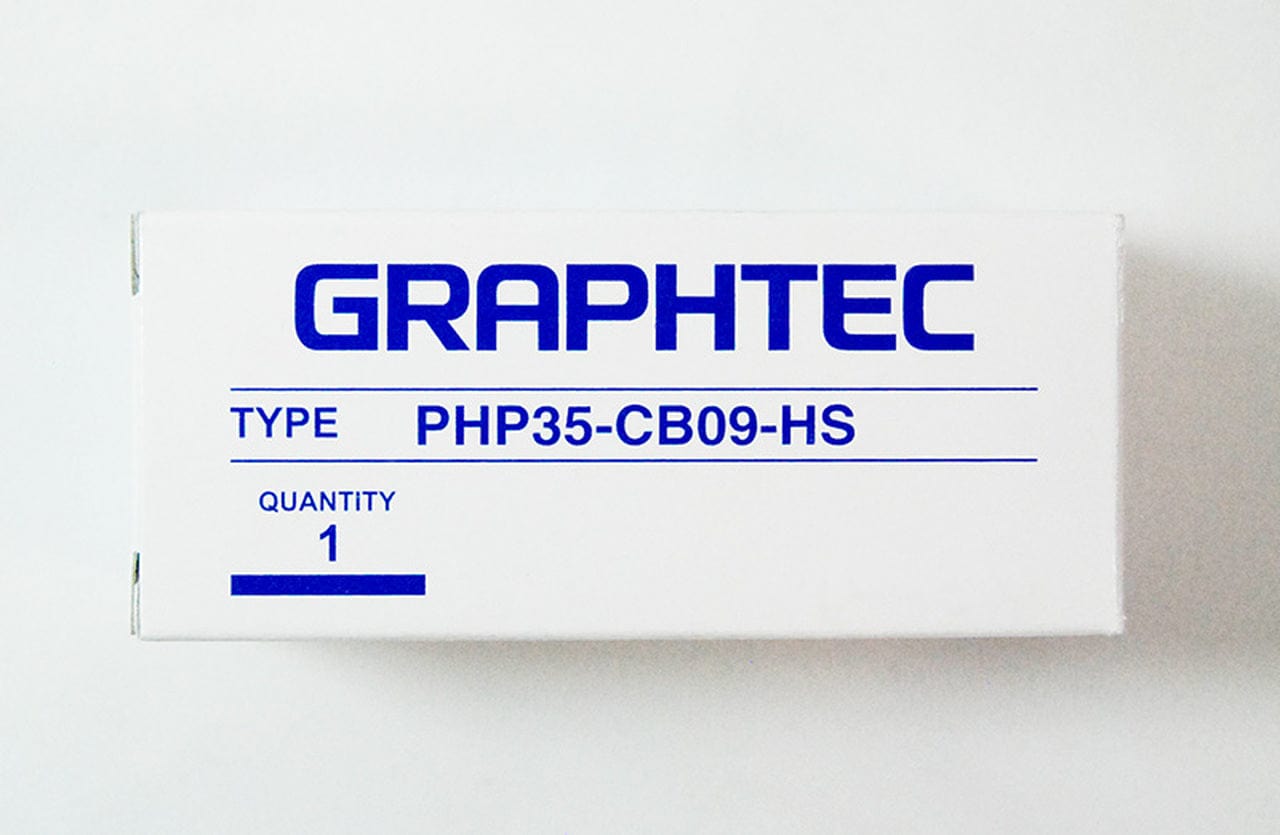 GRAPHTEC
TYPE PHP35-CB09-HS
QUANTiTY
1